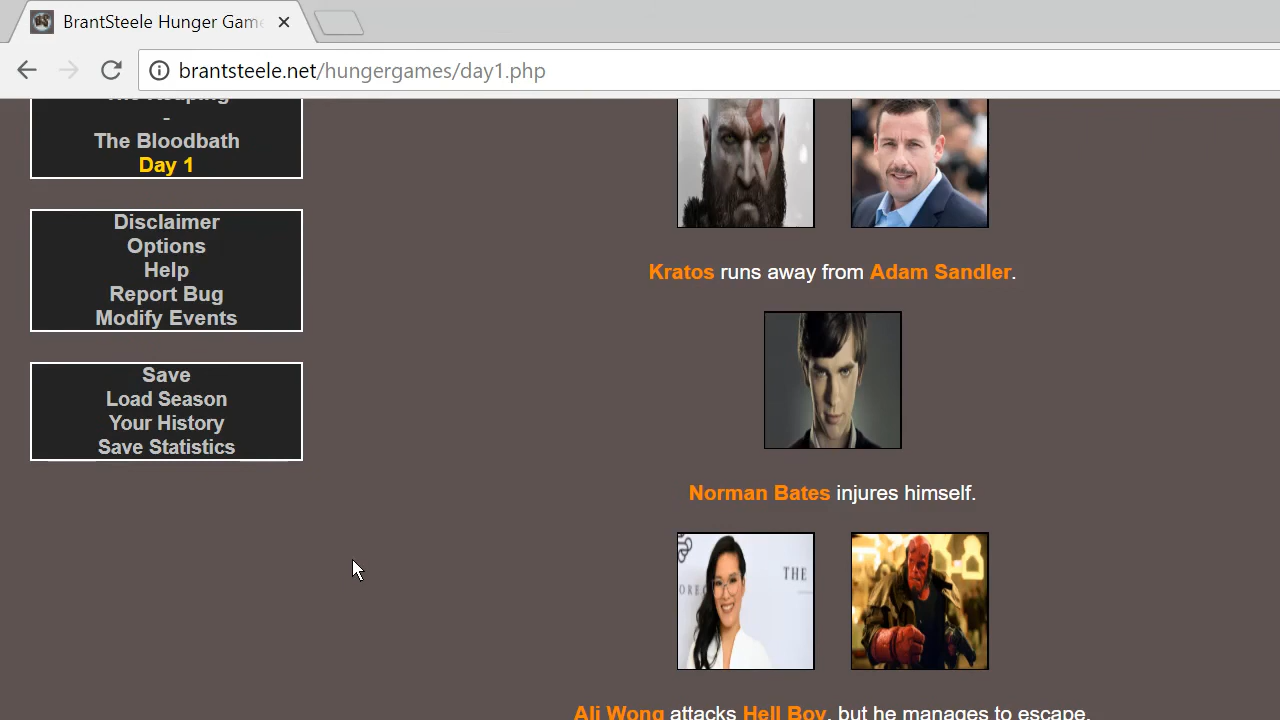 BrantSteele Hunger Gam
brantsteele.net/hungergames/day1.php
The Reaping
-
The Bloodbath
Day 1
Disclaimer
Options
Help
Report Bug
Modify Events
Save
Load Season
Your History
Save Statistics
Kratos runs away from Adam Sandler.
Norman Bates injures himself.
THE
Ali Wong attacks Hell Boy, but he manages to escape.